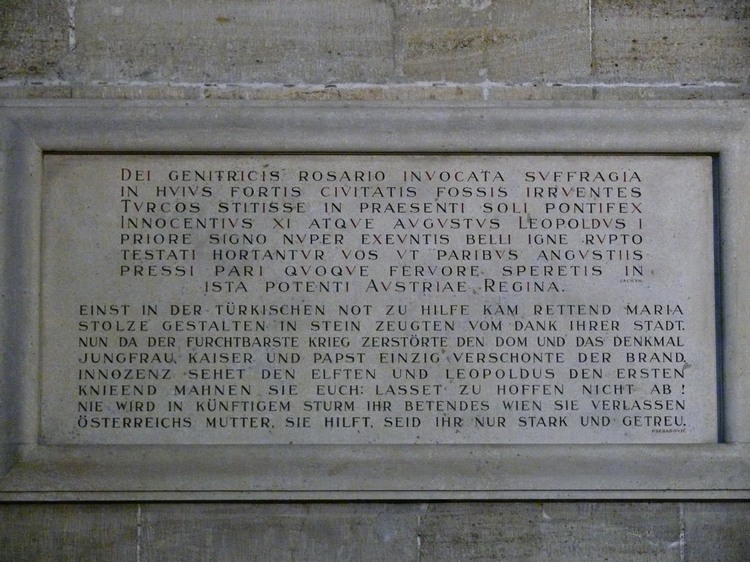 DEI GENITRICIS ROSARIO INVOCATA SVFFRAGIA
IN HVIVS FORTIS CIVITATIS FOSSIS IRRVENTES
TVRCOS STITISSE IN PRAESENTI SOLI PONTIFEX
INNOCENTIVS XI ATQVE AVGVSTVS LEOPOLDVS I
PRIORE SIGNO NVPER EXEVNTIS BELLI IGNE RVPTO
TESTATI HORTANTVR VOS VT PARIBVS ANGVSTIIS
PRESSI PARI QVOQVE FERVORE SPERETIS IN
ISTA POTENTI AVSTRIAE REGINA.
EINST IN DER TÜRKISCHEN NOT ZU HILFE KAM RETTEND MARIA
STOLZE GESTALTEN IN STEIN ZEUGTEN VOM DANK IHRER STADT.
NUN DA DER FURCHTBARSTE KRIEG ZERSTÖRTE DEN DOM UND DAS DENKMAL
JUNGFRAU, KAISER UND PAPST EINZIG VERSCHONTE DER BRAND.
INNOZENZ SEHET DEN ELFTEN UND LEOPOLDUS DEN ERSTEN
KNIEEND MAHNEN SIE EUCH: LASSET ZU HOFFEN NICHT AB!
NIE WIRD IN KÜNFTIGEM STURM IHR BETENDES WIEN SIE VERLASSEN
ÖSTERREICHS MUTTER, SIE HILFT, SEID IHR NUR STARK UND GETREU.